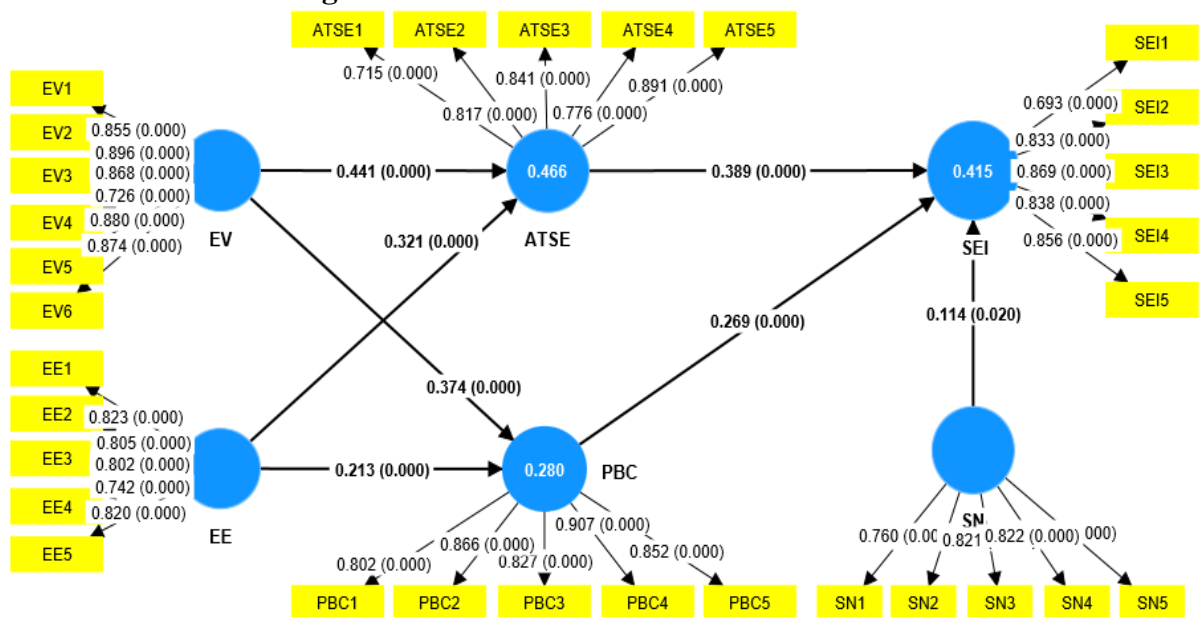 ATSE1 ATSE2 ATSE3 ATSE4 ATSE5
0.715 (0.000) 0.841 (0.000) 0.891 (0.000)
0.817 (0.000) 0.776 (0.000)
EV1
EV2
EV3
EV4
EV5
EV6
0.855 (0.000)
0.896 (0.000)
0.868 (0.000)
0.726 (0.000)
0.880 (0.000)
0.874 (0.000)
EV
0.441 (0.000)
0.466
ATSE
0.389 (0.000)
0.415
SEI
SEI1
SEI2
SEI3
SEI4
SEI5
0.693 (0.000)
0.833 (0.000)
0.869 (0.000)
0.838 (0.000)
0.856 (0.000)
0.321 (0.000)
0.374 (0.000)
0.269 (0.000)
0.114 (0.020)
EE1
EE2
EE3
EE4
EE5
0.823 (0.000)
0.805 (0.000)
0.802 (0.000)
0.742 (0.000)
0.820 (0.000)
EE
0.213 (0.000)
0.280
PBC
0.802 (0.000) 0.866 (0.000) 0.827 (0.000) 0.907 (0.000) 0.852 (0.000)
PBC1 PBC2 PBC3 PBC4 PBC5
SN
0.760 0.821 0.822 (0.000)
SN1 SN2 SN3 SN4 SN5